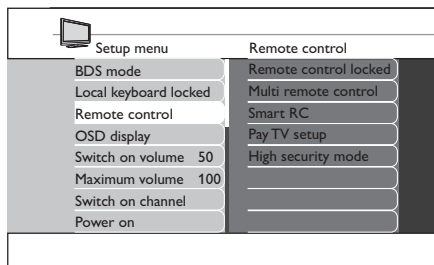 Setup menu
BDS mode
Local keyboard locked
Remote control
OSD display
Switch on volume 50
Maximum volume 100
Switch on channel
Power on
Remote control
Remote control locked
Multi remote control
Smart RC
Pay TV setup
High security mode